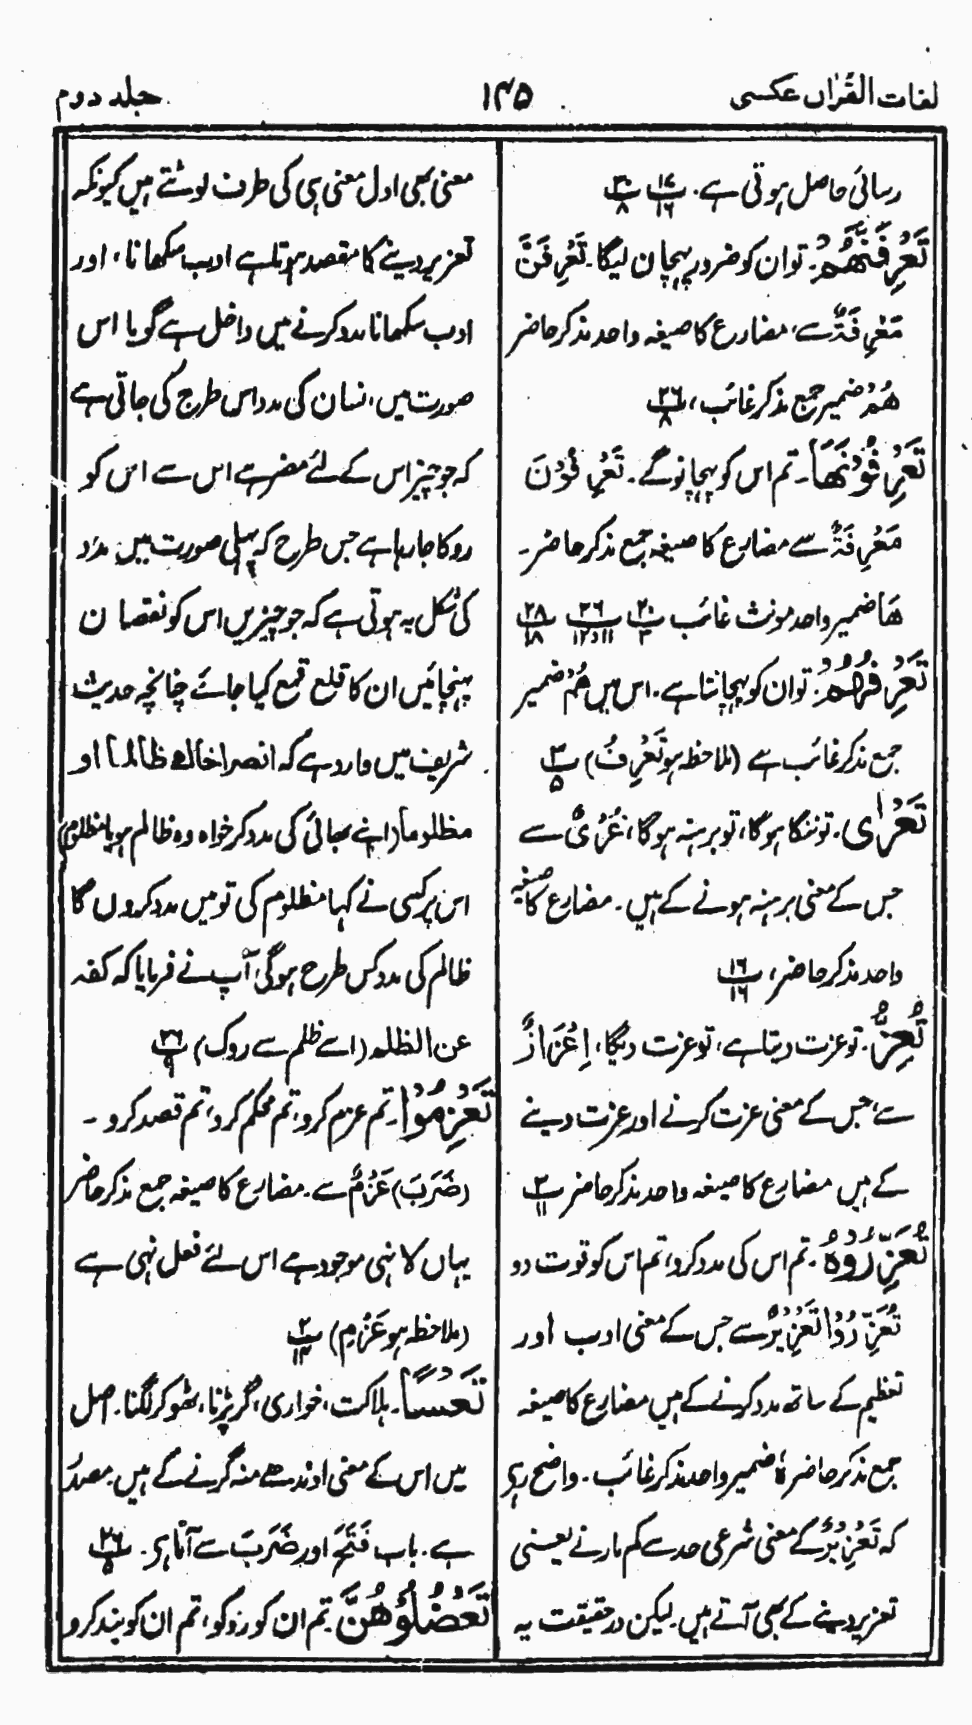 لغات القرآن عکسی
۱۴۵
جلد دوم
رسائی حاصل ہوتی ہے۔
تَعْرِفَنَّهُمْ۔ تو ان کو ضرور پہچان لیگا۔ تَعْرِفَنَّ
مَعْرِفَةٌ سے، مضارع کا صیغہ واحد مذکر حاضر
هُمْ ضمیر جمع مذکر غائب، ۲۶/۸
تَعْرِفُوْنَهَا۔ تم اس کو پہچانو گے۔ تَعْرِفُوْنَ
مَعْرِفَةٌ سے مضارع کا صیغہ جمع مذکر حاضر۔
هَا ضمیر واحد مونث غائب ۲۰/۳ ۲۶/۱۱و۱۲ ۲۸/۱۸
تَعْرِفُهُمْ۔ تو ان کو پہچانتا ہے۔ اس میں هُمْ ضمیر
جمع مذکر غائب ہے (ملاحظہ ہو تَعْرِفُ) ۳/۵
تَعْرٰی۔ تو ننگا ہوگا، تو برہنہ ہوگا، عُرْیٌ سے
جس کے معنی برہنہ ہونے کے ہیں۔ مضارع کا صیغہ
واحد مذکر حاضر، ۱۶/۱۶
تُعِزُّ۔ تو عزت دیتا ہے، تو عزت دیگا، اِعْزَازٌ
سے، جس کے معنی عزت کرنے اور عزت دینے
کے ہیں مضارع کا صیغہ واحد مذکر حاضر ۳/۱۱
تُعَزِّرُوْهُ۔ تم اس کی مدد کرو، تم اس کو قوت دو
تُعَزِّرُوْا تَعْزِیْرٌ سے جس کے معنی ادب اور
تعظیم کے ساتھ مدد کرنے کے ہیں مضارع کا صیغہ
جمع مذکر حاضر ہٗ ضمیر واحد مذکر غائب۔ واضح رہے
کہ تَعْزِیْرٌ کے معنی شرعی حد سے کم مارنے یعنی
تعزیر دینے کے بھی آتے ہیں۔ لیکن درحقیقت یہ
معنی بھی اول معنی ہی کی طرف لوٹتے ہیں کیونکہ
تعزیر دینے کا مقصد ہوتا ہے ادب سکھانا، اور
ادب سکھانا مدد کرنے میں داخل ہے گویا اس
صورت میں، انسان کی مدد اس طرح کی جاتی ہے
کہ جو چیز اس کے لئے مضر ہے اس سے اس کو
روکا جا رہا ہے جس طرح کہ پہلی صورت میں مدد
کی شکل یہ ہوتی ہے کہ جو چیزیں اس کو نقصان
پہنچائیں ان کا قلع قمع کیا جائے چنانچہ حدیث
شریف میں وارد ہے کہ انصر اخاك ظالما او
مظلوما (اپنے بھائی کی مدد کر خواہ وہ ظالم ہو یا مظلوم)
اس پر کسی نے کہا مظلوم کی تو میں مدد کروں گا
ظالم کی مدد کس طرح ہوگی آپ نے فرمایا کہ کفه
عن الظلم (اسے ظلم سے روک) ۲۶/۹
تَعْزِمُوْا۔ تم عزم کرو، تم محکم کرو، تم قصد کرو۔
(ضَرَبَ) عَزْمٌ سے۔ مضارع کا صیغہ جمع مذکر حاضر
یہاں لا نہی موجود ہے اس لئے فعل نہی ہے
(ملاحظہ ہو عَزْم) ۲/۱۴
تَعْسًا۔ ہلاکت، خواری، گر پڑنا، ٹھوکر لگنا۔ اصل
میں اس کے معنی اوندھے منہ گرنے کے ہیں۔ مصدر
ہے۔ باب فَتَحَ اور ضَرَبَ سے آتا ہے۔ ۲۶/۵
تَعْضُلُوْهُنَّ۔ تم ان کو روکو، تم ان کو بند کرو